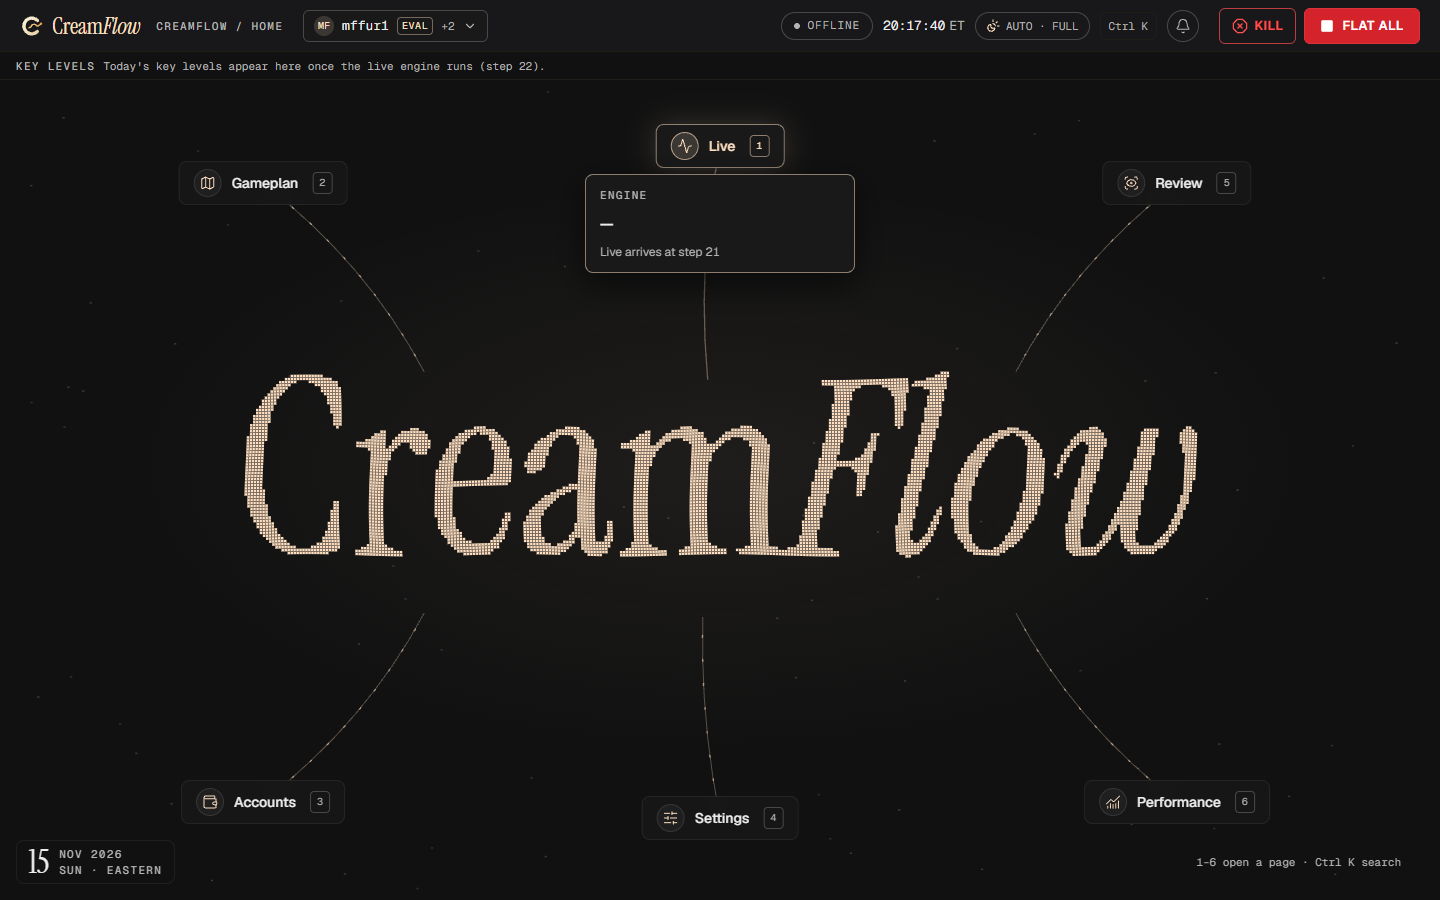 CreamFlow CREAMFLOW / HOME MF mffur1 EVAL +2 OFFLINE 20:17:40 ET AUTO · FULL Ctrl K KILL FLAT ALL
KEY LEVELS Today's key levels appear here once the live engine runs (step 22).
Live 1
Gameplan 2
Review 5
ENGINE
—
Live arrives at step 21
CreamFlow
Accounts 3
Settings 4
Performance 6
15 NOV 2026
SUN · EASTERN
1-6 open a page · Ctrl K search